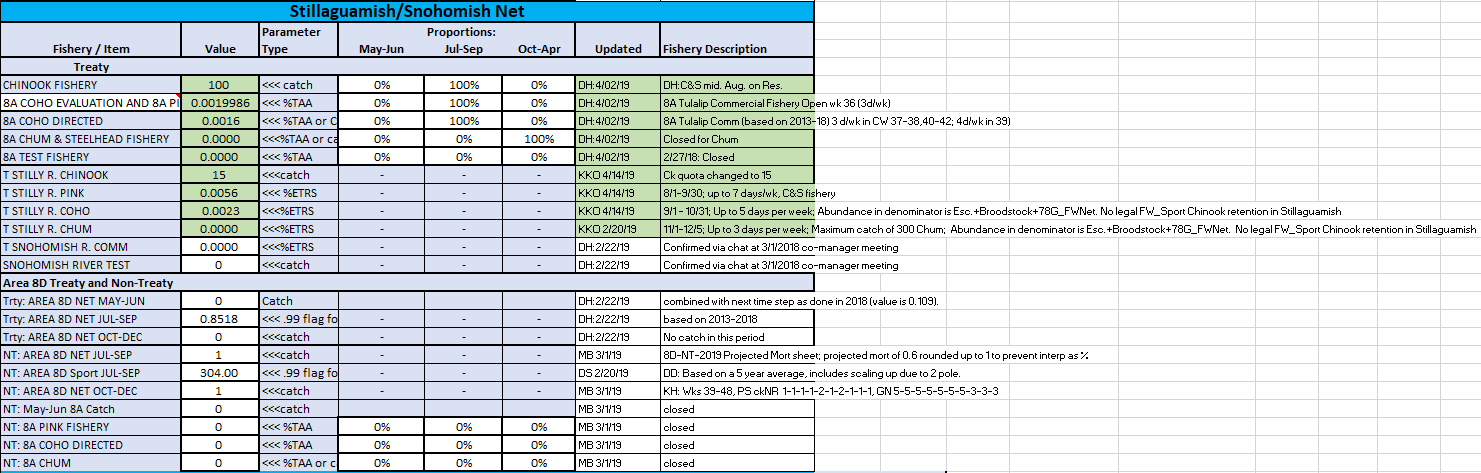 Stillaguamish/Snohomish Net
Parameter Proportions:
Fishery / Item Value Type May-Jun Jul-Sep Oct-Apr Updated Fishery Description
Treaty
CHINOOK FISHERY 100 <<< catch 0% 100% 0% DH:4/02/19 DH:C&S mid. Aug. on Res.
8A COHO EVALUATION AND 8A PI 0.0019986 <<< %TAA 0% 100% 0% DH:4/02/19 8A Tulalip Commercial Fishery Open wk 36 (3d/wk)
8A COHO DIRECTED 0.0016 <<< %TAA or C 0% 100% 0% DH:4/02/19 8A Tulalip Comm (based on 2013-18) 3 d/wk in CW 37-38,40-42; 4d/wk in 39)
8A CHUM & STEELHEAD FISHERY 0.0000 <<<%TAA or ca 0% 0% 100% DH:4/02/19 Closed for Chum
8A TEST FISHERY 0.0000 <<< %TAA 0% 0% 0% DH:4/02/19 2/27/18: Closed
T STILLY R. CHINOOK 15 <<<catch - - - KKO 4/14/19 Ck quota changed to 15
T STILLY R. PINK 0.0056 <<< %ETRS - - - KKO 4/14/19 8/1-9/30; up to 7 days/wk, C&S fishery
T STILLY R. COHO 0.0023 <<<%ETRS - - - KKO 4/14/19 9/1 - 10/31; Up to 5 days per week; Abundance in denominator is Esc.+Broodstock+78G_FWNet. No legal FW_Sport Chinook retention in Stillaguamish
T STILLY R. CHUM 0.0000 <<<%ETRS - - - KKO 2/20/19 11/1-12/5; Up to 3 days per week; Maximum catch of 300 Chum; Abundance in denominator is Esc.+Broodstock+78G_FWNet. No legal FW_Sport Chinook retention in Stillaguamish
T SNOHOMISH R. COMM 0.0000 <<<%ETRS - - - DH:2/22/19 Confirmed via chat at 3/1/2018 co-manager meeting
SNOHOMISH RIVER TEST 0 <<<catch - - - DH:2/22/19 Confirmed via chat at 3/1/2018 co-manager meeting
Area 8D Treaty and Non-Treaty
Trty: AREA 8D NET MAY-JUN 0 Catch - - - DH:2/22/19 combined with next time step as done in 2018 (value is 0.109).
Trty: AREA 8D NET JUL-SEP 0.8518 <<< .99 flag fo - - - DH:2/22/19 based on 2013-2018
Trty: AREA 8D NET OCT-DEC 0 <<<catch - - - DH:2/22/19 No catch in this period
NT: AREA 8D NET JUL-SEP 1 <<<catch - - - MB 3/1/19 8D-NT-2019 Projected Mort sheet; projected mort of 0.6 rounded up to 1 to prevent interp as %
NT: AREA 8D Sport JUL-SEP 304.00 <<< .99 flag fo - - - DS 2/20/19 DD: Based on a 5 year average, includes scaling up due to 2 pole.
NT: AREA 8D NET OCT-DEC 1 <<<catch - - - MB 3/1/19 KH: Wks 39-48, PS ckNR 1-1-1-1-2-1-2-1-1-1, GN 5-5-5-5-5-5-5-3-3-3
NT: May-Jun 8A Catch 0 <<<catch - - - MB 3/1/19 closed
NT: 8A PINK FISHERY 0 <<< %TAA 0% 0% 0% MB 3/1/19 closed
NT: 8A COHO DIRECTED 0 <<< %TAA 0% 0% 0% MB 3/1/19 closed
NT: 8A CHUM 0 <<< %TAA or c 0% 0% 0% MB 3/1/19 closed